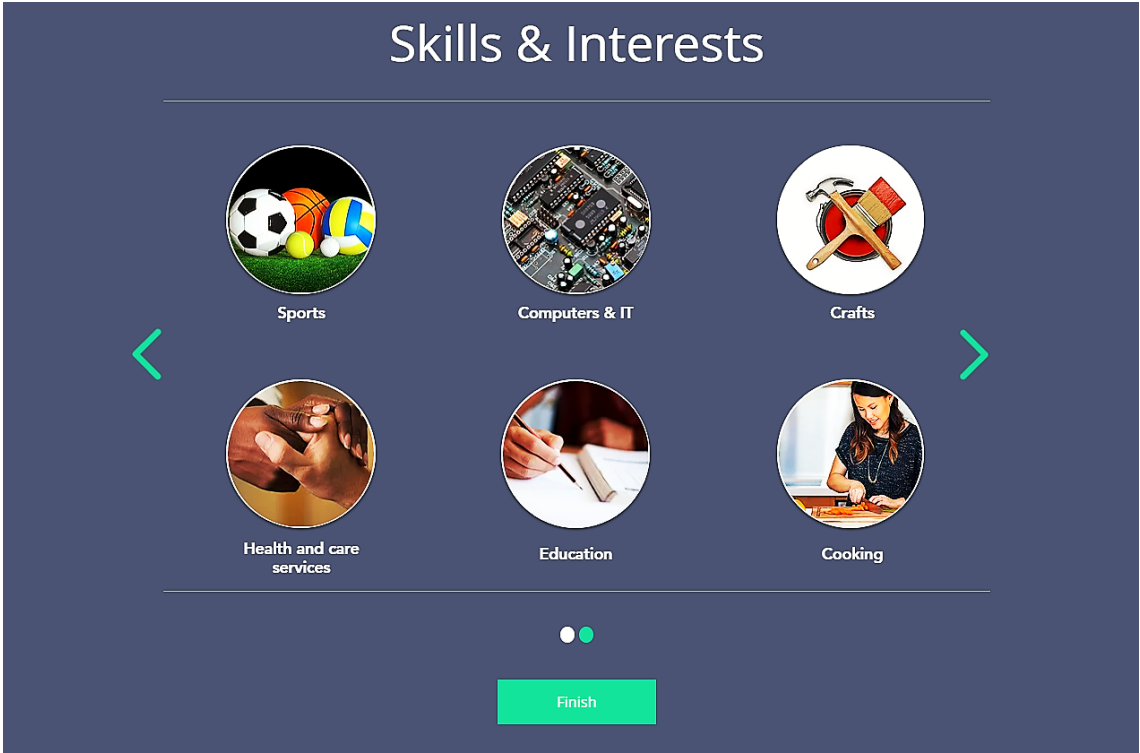 Skills & Interests
Sports
Computers & IT
Crafts
Health and care
services
Education
Cooking
Finish